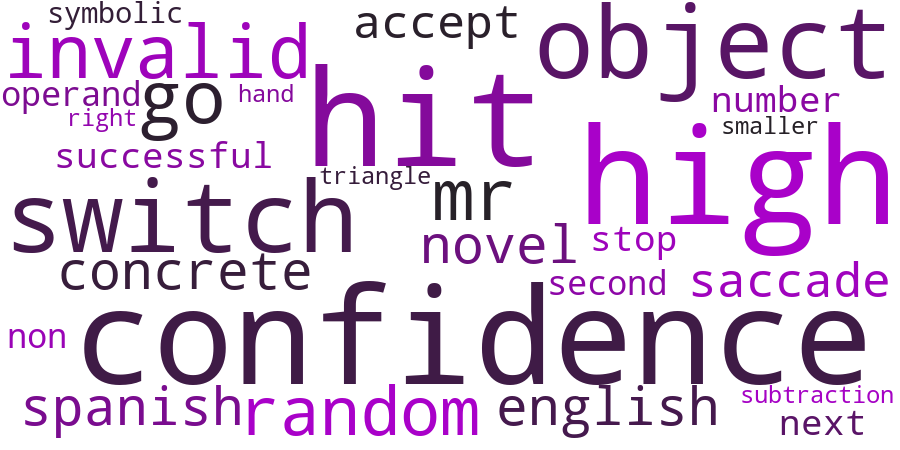 symbolic
accept
object
invalid
hit
operand
go
hand
number
right
smaller
high
successful
triangle
switch
mr
novel
stop
concrete
second
saccade
confidence
non
spanish
random
english
subtraction
next